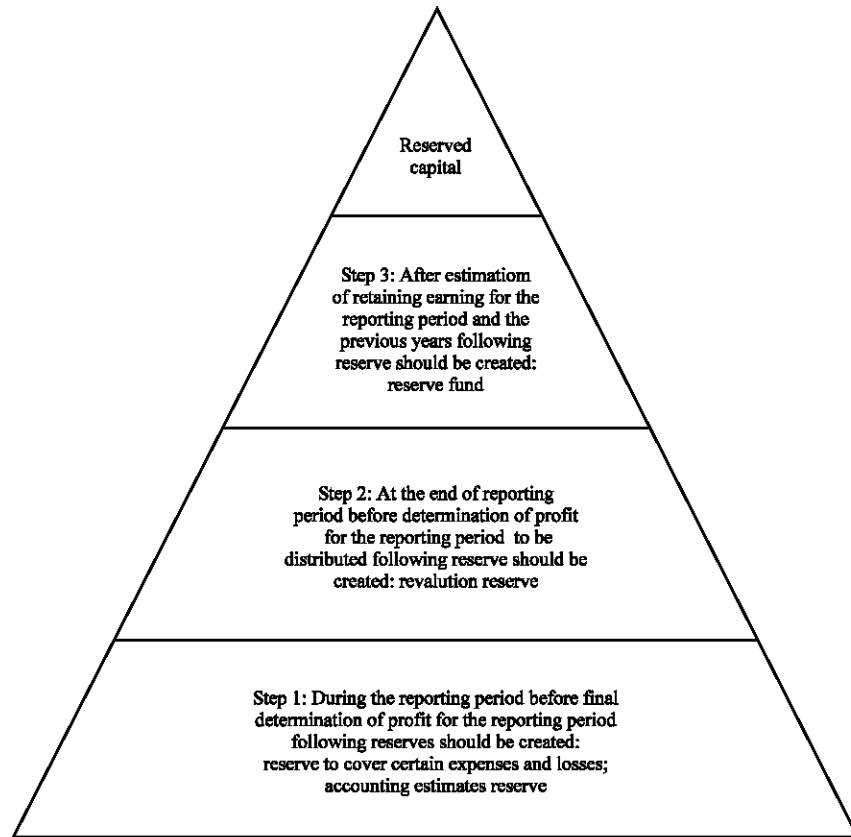 Reserved
capital
Step 3: After estimatiom
of retaining earning for the
reporting period and the
previous years following
reserve should be created:
reserve fund
Step 2: At the end of reporting
period before determination of profit
for the reporting period to be
distributed following reserve should be
created: revalution reserve
Step 1: During the reporting period before final
determination of profit for the reporting period
following reserves should be created:
reserve to cover certain expenses and losses;
accounting estimates reserve